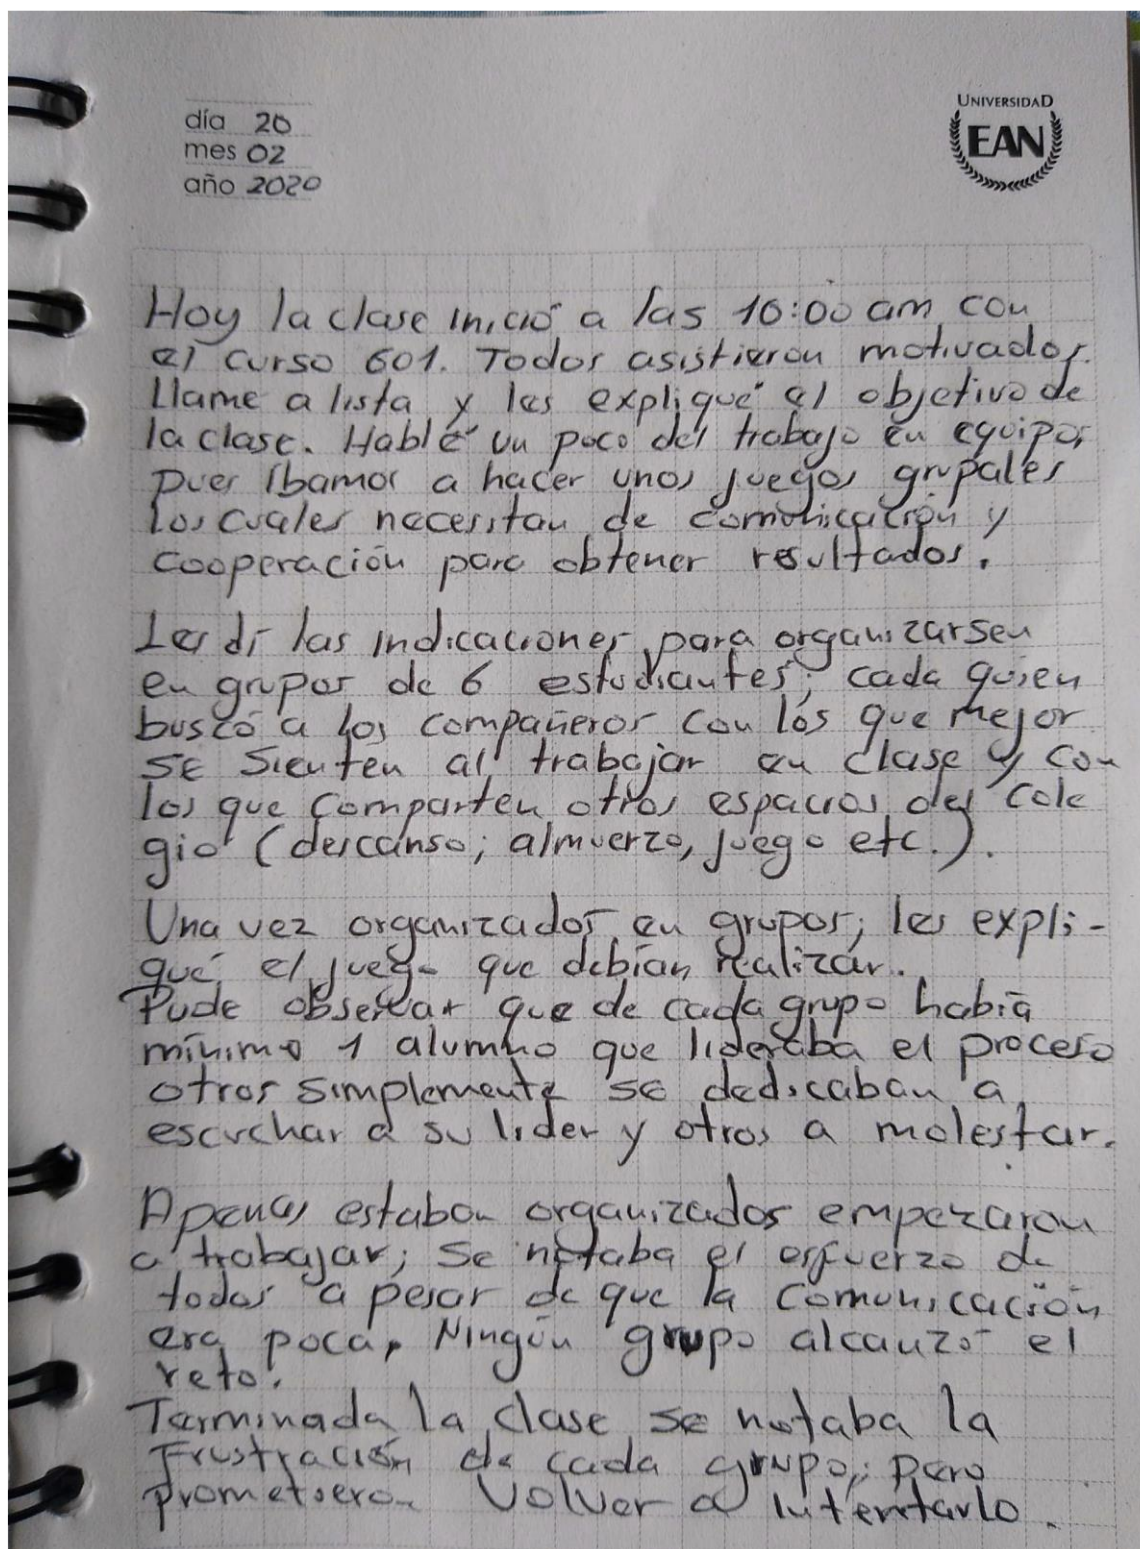 día 20
mes 02
año 2020
UNIVERSIDAD
EAN
Hoy la clase inició a las 10:00 am con
el curso 601. Todos asistieron motivados.
Llame a lista y les expliqué el objetivo de
la clase. Hablé un poco del trabajo en equipo,
pues ibamos a hacer unos juegos grupales
los cuales necesitan de comunicación y
cooperación para obtener resultados.
Les dí las indicaciones para organizarsen
en grupos de 6 estudiantes; cada quien
buscó a los compañeros con los que mejor
se sienten al trabajar en clase y con
los que comparten otros espacios del cole
gio (descanso; almuerzo, juego etc.).
Una vez organizados en grupos; les expli-
qué el juego que debían realizar.
Pude observar que de cada grupo había
mínimo 1 alumno que lideraba el proceso
otros simplemente se dedicaban a
escuchar a su lider y otros a molestar.
Apenas estaban organizados empezaron
a trabajar; se notaba el esfuerzo de
todos a pesar de que la comunicación
era poca. Ningún grupo alcanzó el
reto.
Terminada la clase se notaba la
frustración de cada grupo; pero
prometieron volver a intentarlo.